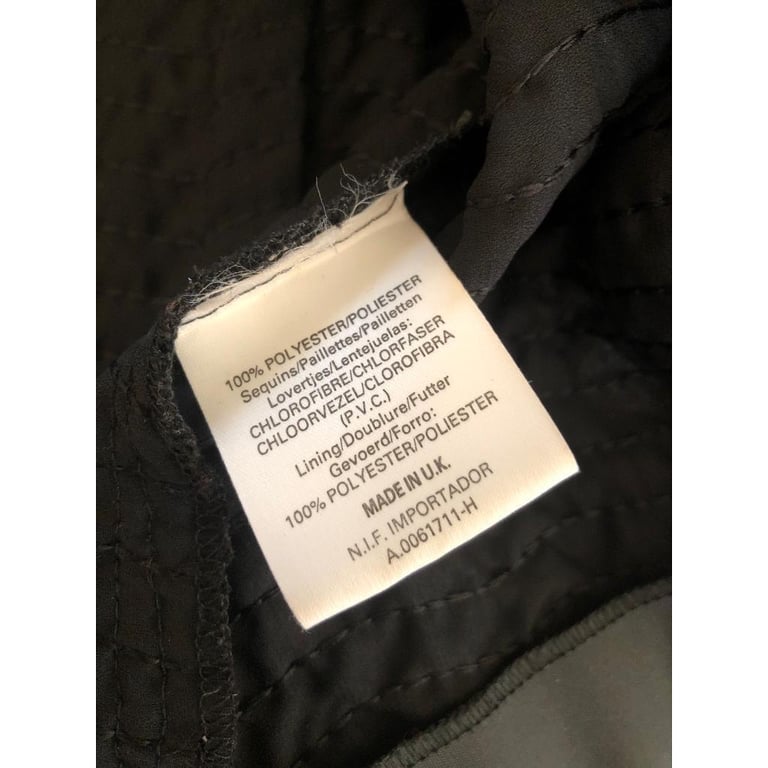 100% POLYESTER/POLIESTER
Sequins/Paillettes/Pailletten
Lovertjes/Lentejuelas:
CHLOROFIBRE/CHLORFASER
CHLOORVEZEL/CLOROFIBRA
(P.V.C.)
Lining/Doublure/Futter
Gevoerd/Forro:
100% POLYESTER/POLIESTER
MADE IN U.K.
N.I.F. IMPORTADOR
A.0061711-H